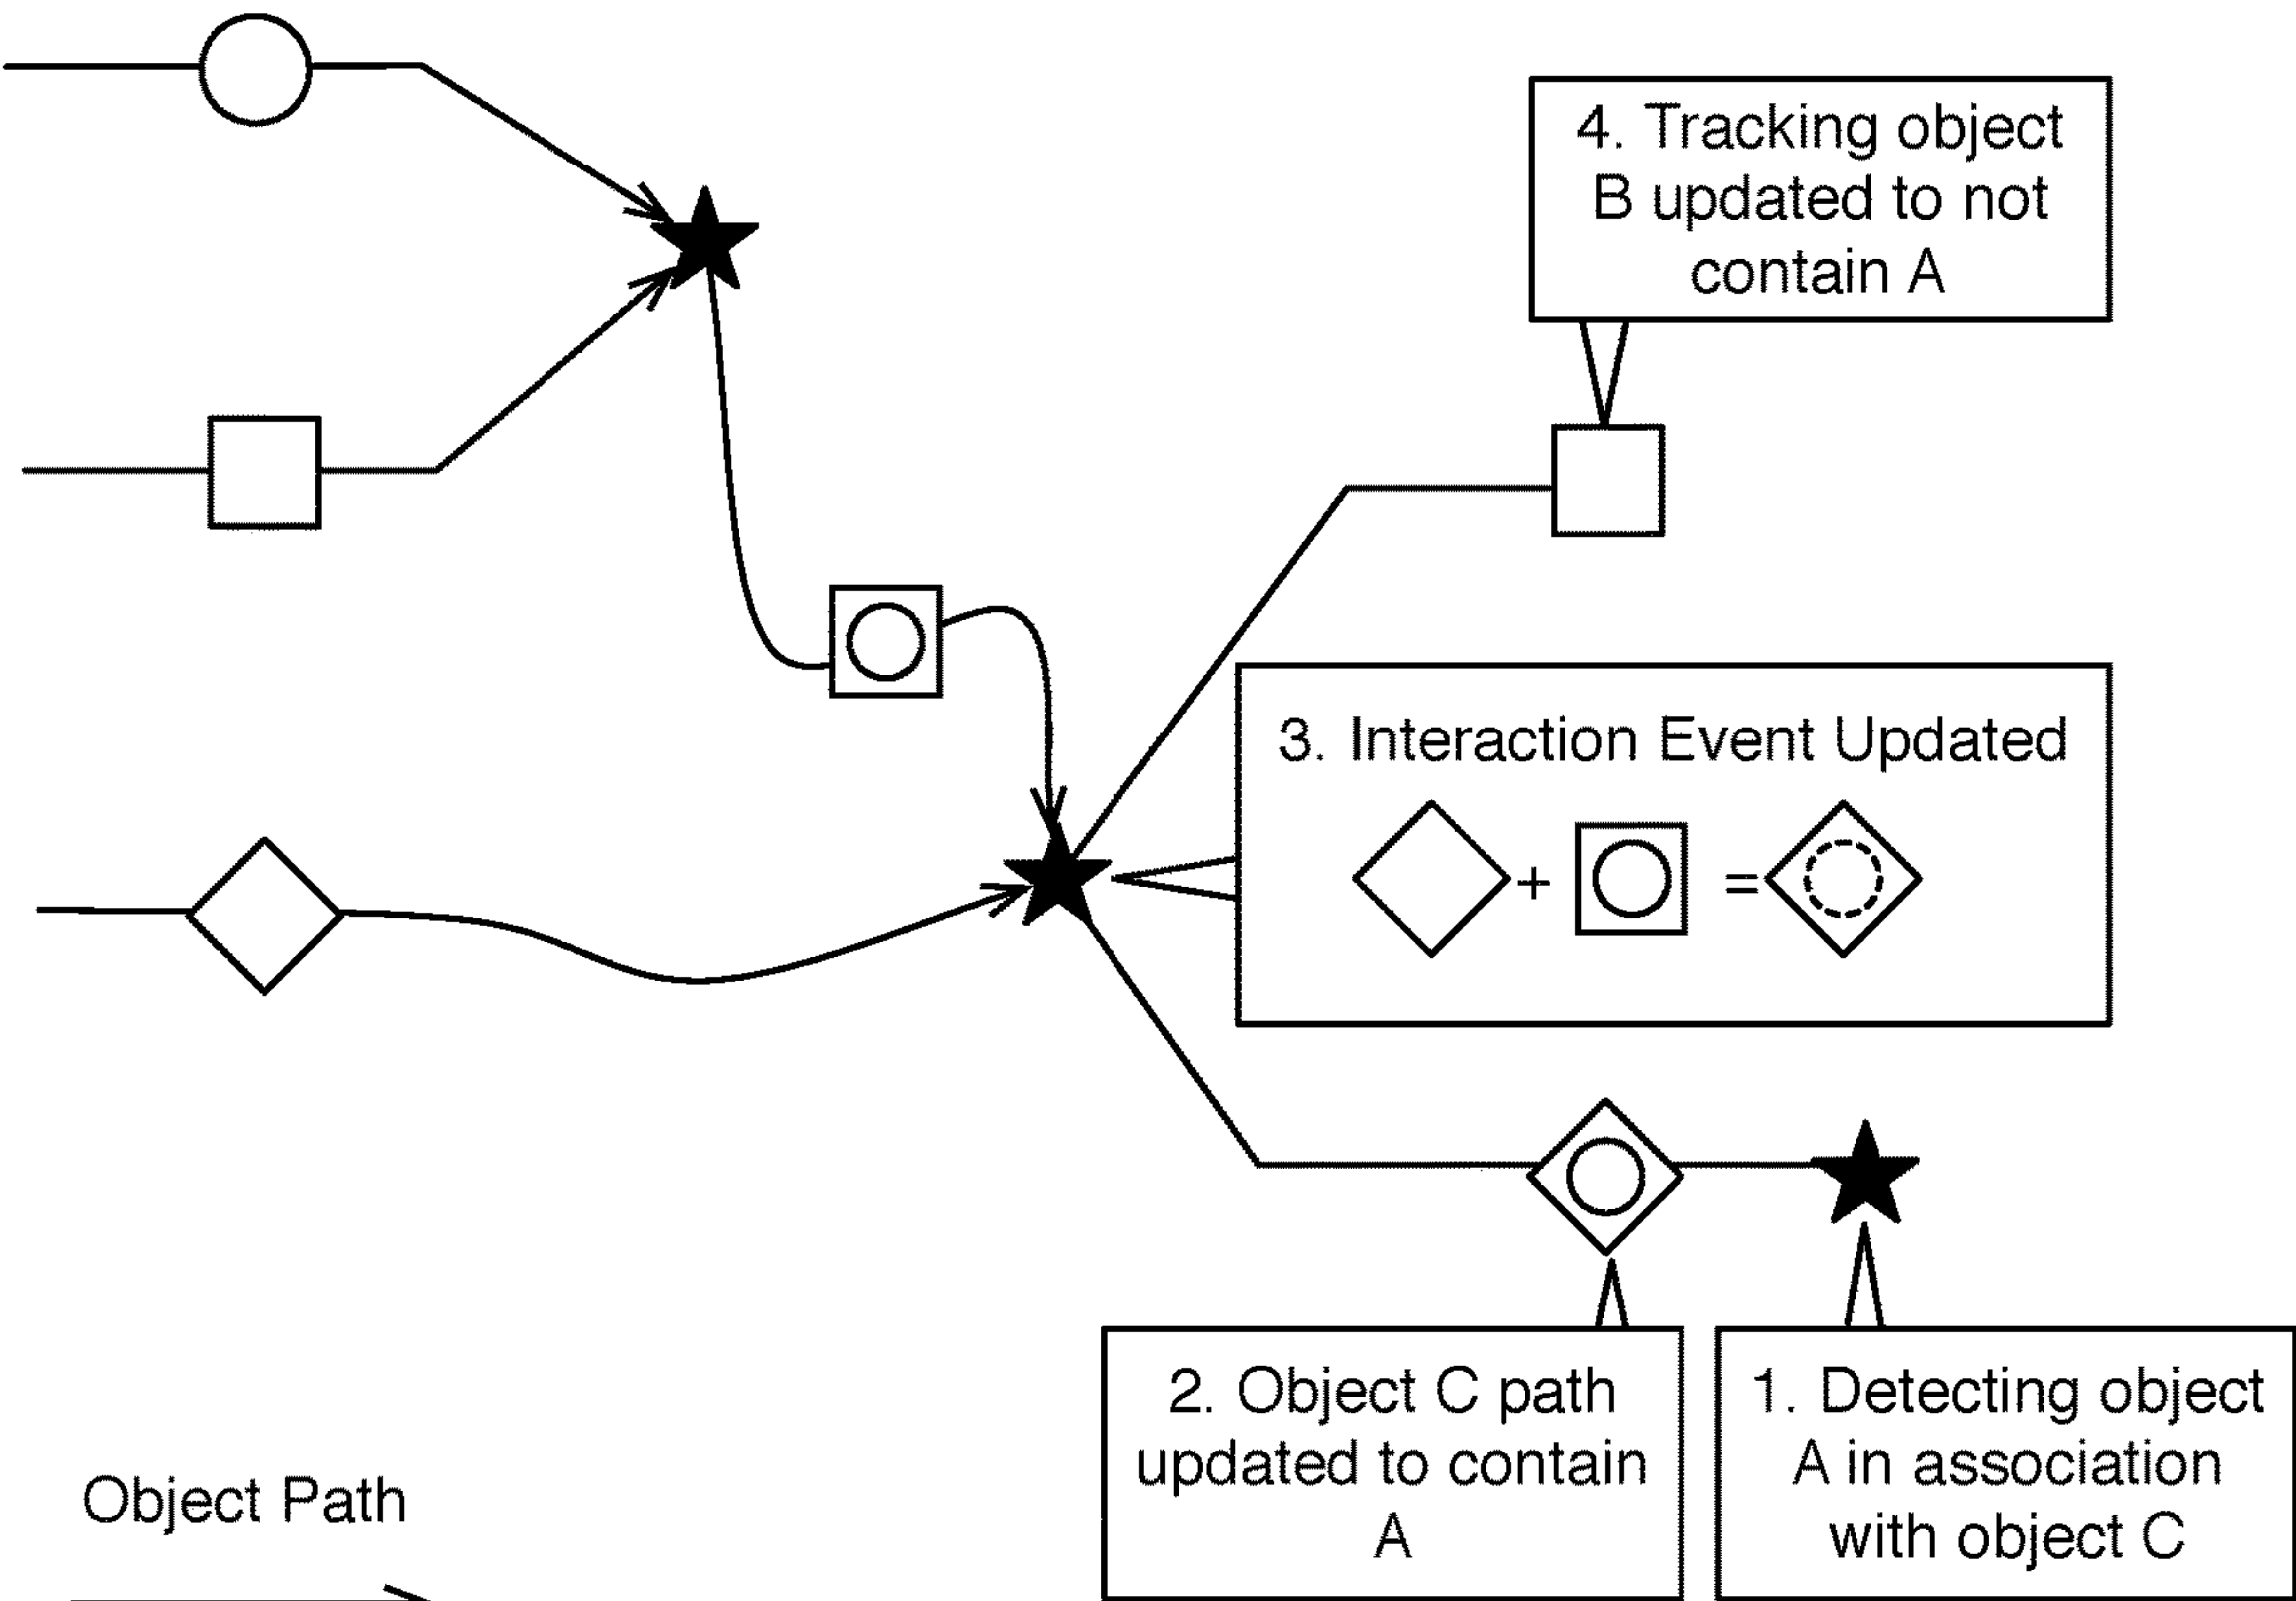 4. Tracking object
B updated to not
contain A
3. Interaction Event Updated
+ =
2. Object C path
updated to contain
A
1. Detecting object
A in association
with object C
Object Path